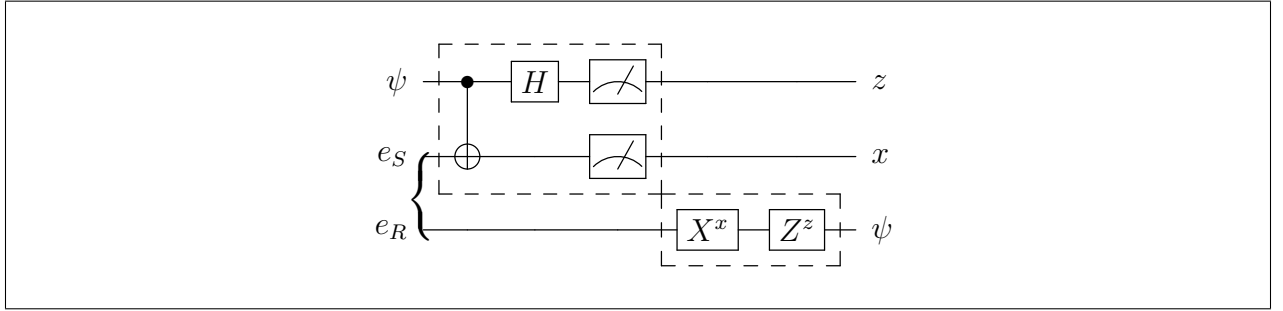 ψ H z
e_S x
e_R X^x Z^z ψ